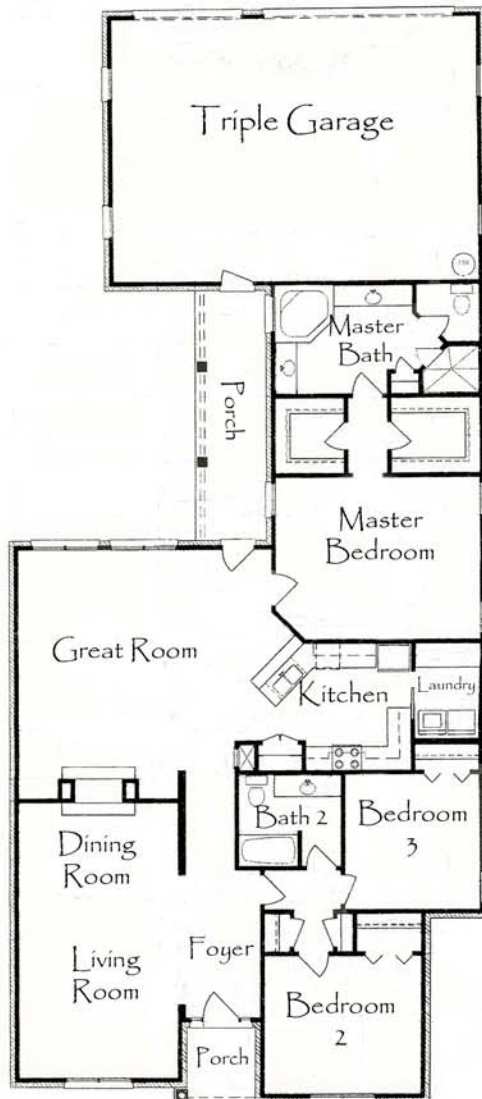 Triple Garage
Master
Bath
Porch
Master
Bedroom
Great Room
Kitchen
Laundry
Bath 2
Bedroom
3
Dining
Room
Living
Room
Foyer
Bedroom
2
Porch